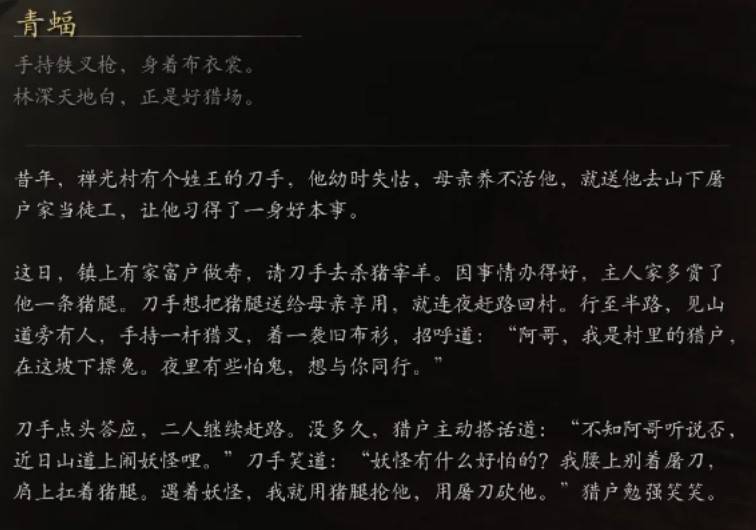 青蝠
手持铁叉枪，身着布衣裳。
林深天地白，正是好猎场。
昔年，禅光村有个姓王的刀手，他幼时失怙，母亲养不活他，就送他去山下屠
户家当徒工，让他习得了一身好本事。
这日，镇上有家富户做寿，请刀手去杀猪宰羊。因事情办得好，主人家多赏了
他一条猪腿。刀手想把猪腿送给母亲享用，就连夜赶路回村。行至半路，见山
道旁有人，手持一杆猎叉，着一袭旧布衫，招呼道：“阿哥，我是村里的猎户，
在这坡下摽兔。夜里有些怕鬼，想与你同行。”
刀手点头答应，二人继续赶路。没多久，猎户主动搭话道：“不知阿哥听说否，
近日山道上闹妖怪哩。”刀手笑道：“妖怪有什么好怕的？我腰上别着屠刀，
肩上扛着猪腿。遇着妖怪，我就用猪腿抡他，用屠刀砍他。”猎户勉强笑笑。